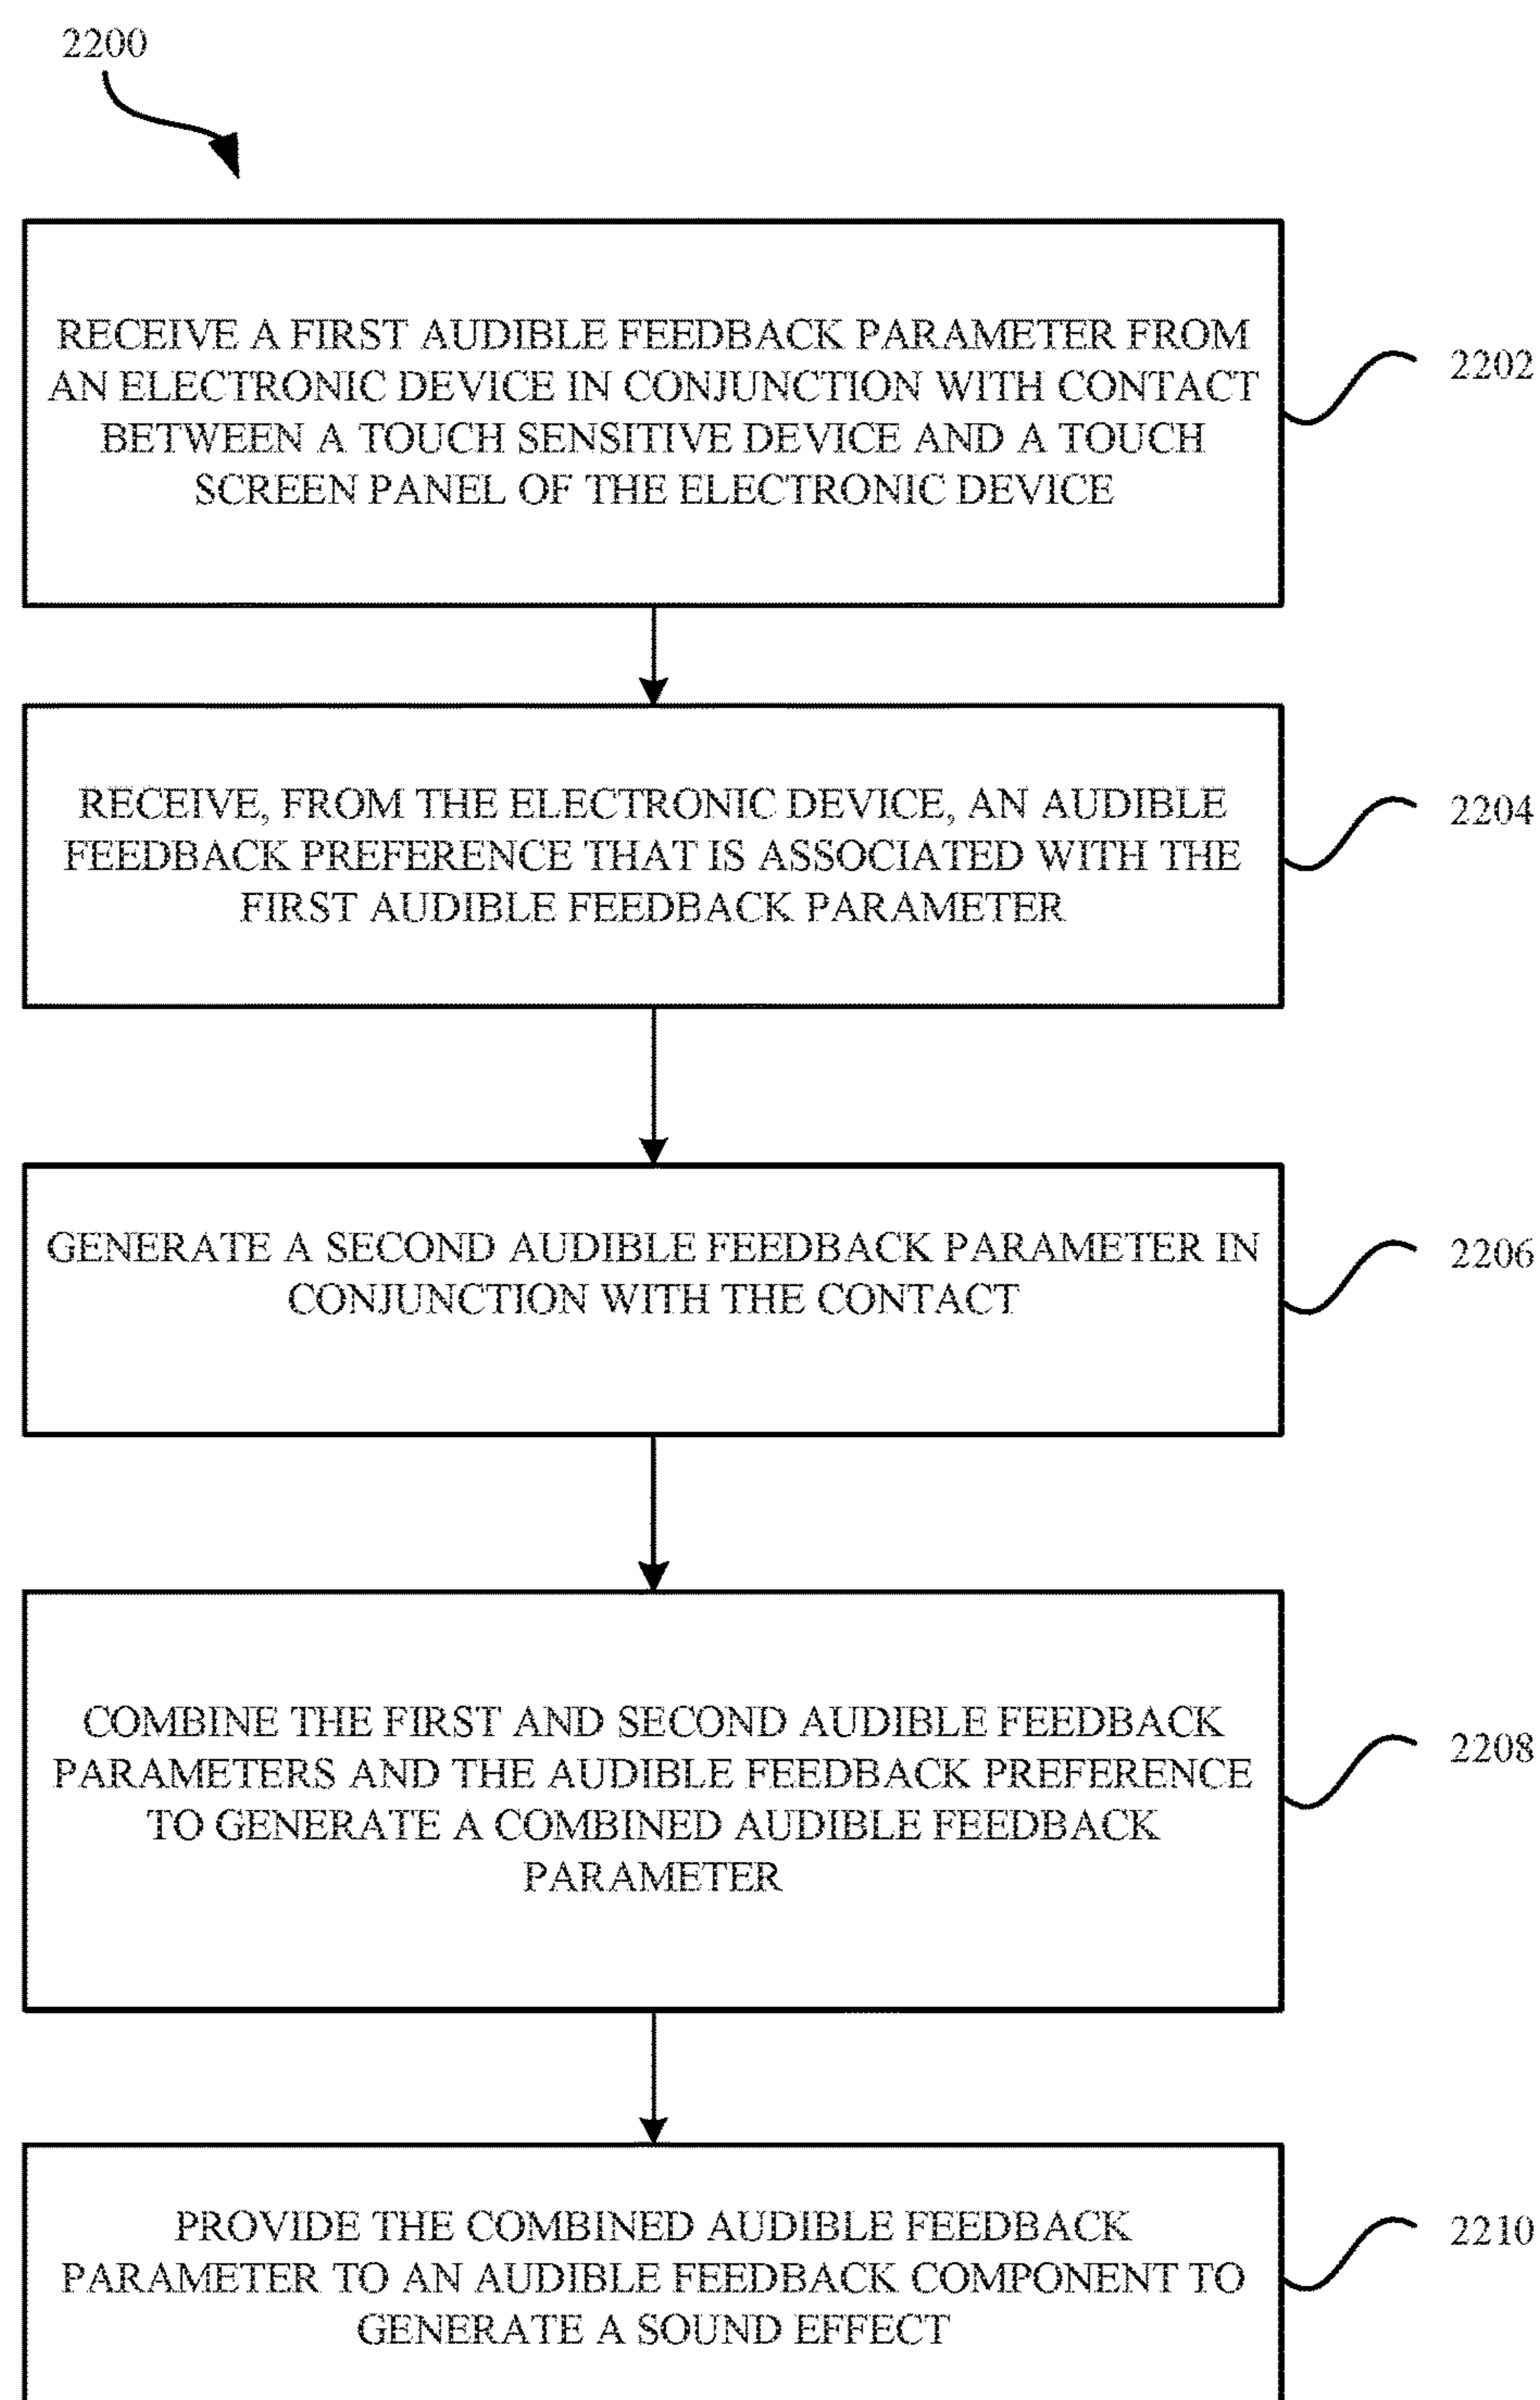 2200
RECEIVE A FIRST AUDIBLE FEEDBACK PARAMETER FROM
AN ELECTRONIC DEVICE IN CONJUNCTION WITH CONTACT
BETWEEN A TOUCH SENSITIVE DEVICE AND A TOUCH
SCREEN PANEL OF THE ELECTRONIC DEVICE
2202
RECEIVE, FROM THE ELECTRONIC DEVICE, AN AUDIBLE
FEEDBACK PREFERENCE THAT IS ASSOCIATED WITH THE
FIRST AUDIBLE FEEDBACK PARAMETER
2204
GENERATE A SECOND AUDIBLE FEEDBACK PARAMETER IN
CONJUNCTION WITH THE CONTACT
2206
COMBINE THE FIRST AND SECOND AUDIBLE FEEDBACK
PARAMETERS AND THE AUDIBLE FEEDBACK PREFERENCE
TO GENERATE A COMBINED AUDIBLE FEEDBACK
PARAMETER
2208
PROVIDE THE COMBINED AUDIBLE FEEDBACK
PARAMETER TO AN AUDIBLE FEEDBACK COMPONENT TO
GENERATE A SOUND EFFECT
2210